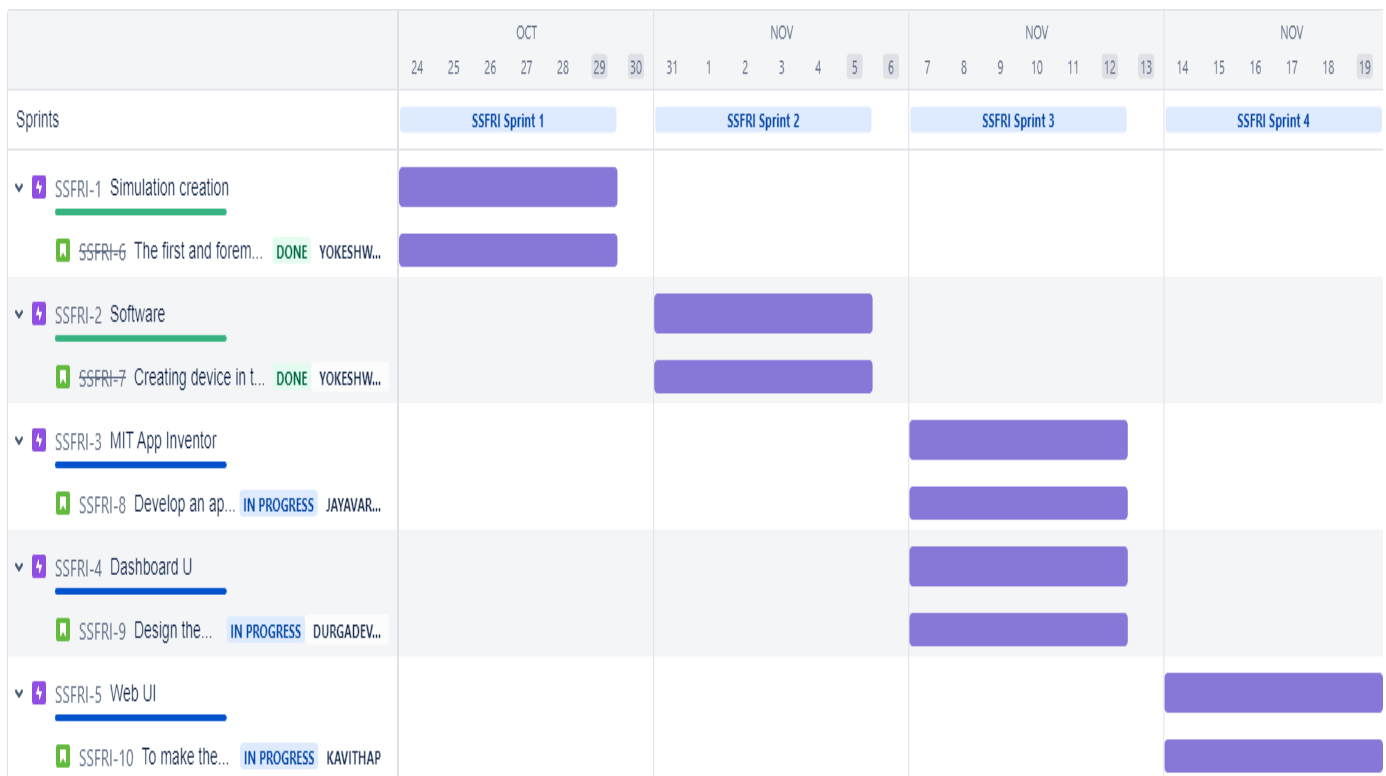 OCT NOV NOV NOV
24 25 26 27 28 29 30 31 1 2 3 4 5 6 7 8 9 10 11 12 13 14 15 16 17 18 19
Sprints SSFRI Sprint 1 SSFRI Sprint 2 SSFRI Sprint 3 SSFRI Sprint 4
SSFRI-1 Simulation creation
SSFRI-6 The first and forem... DONE YOKESHW...
SSFRI-2 Software
SSFRI-7 Creating device in t... DONE YOKESHW...
SSFRI-3 MIT App Inventor
SSFRI-8 Develop an ap... IN PROGRESS JAYAVAR...
SSFRI-4 Dashboard U
SSFRI-9 Design the... IN PROGRESS DURGADEV...
SSFRI-5 Web UI
SSFRI-10 To make the... IN PROGRESS KAVITHAP